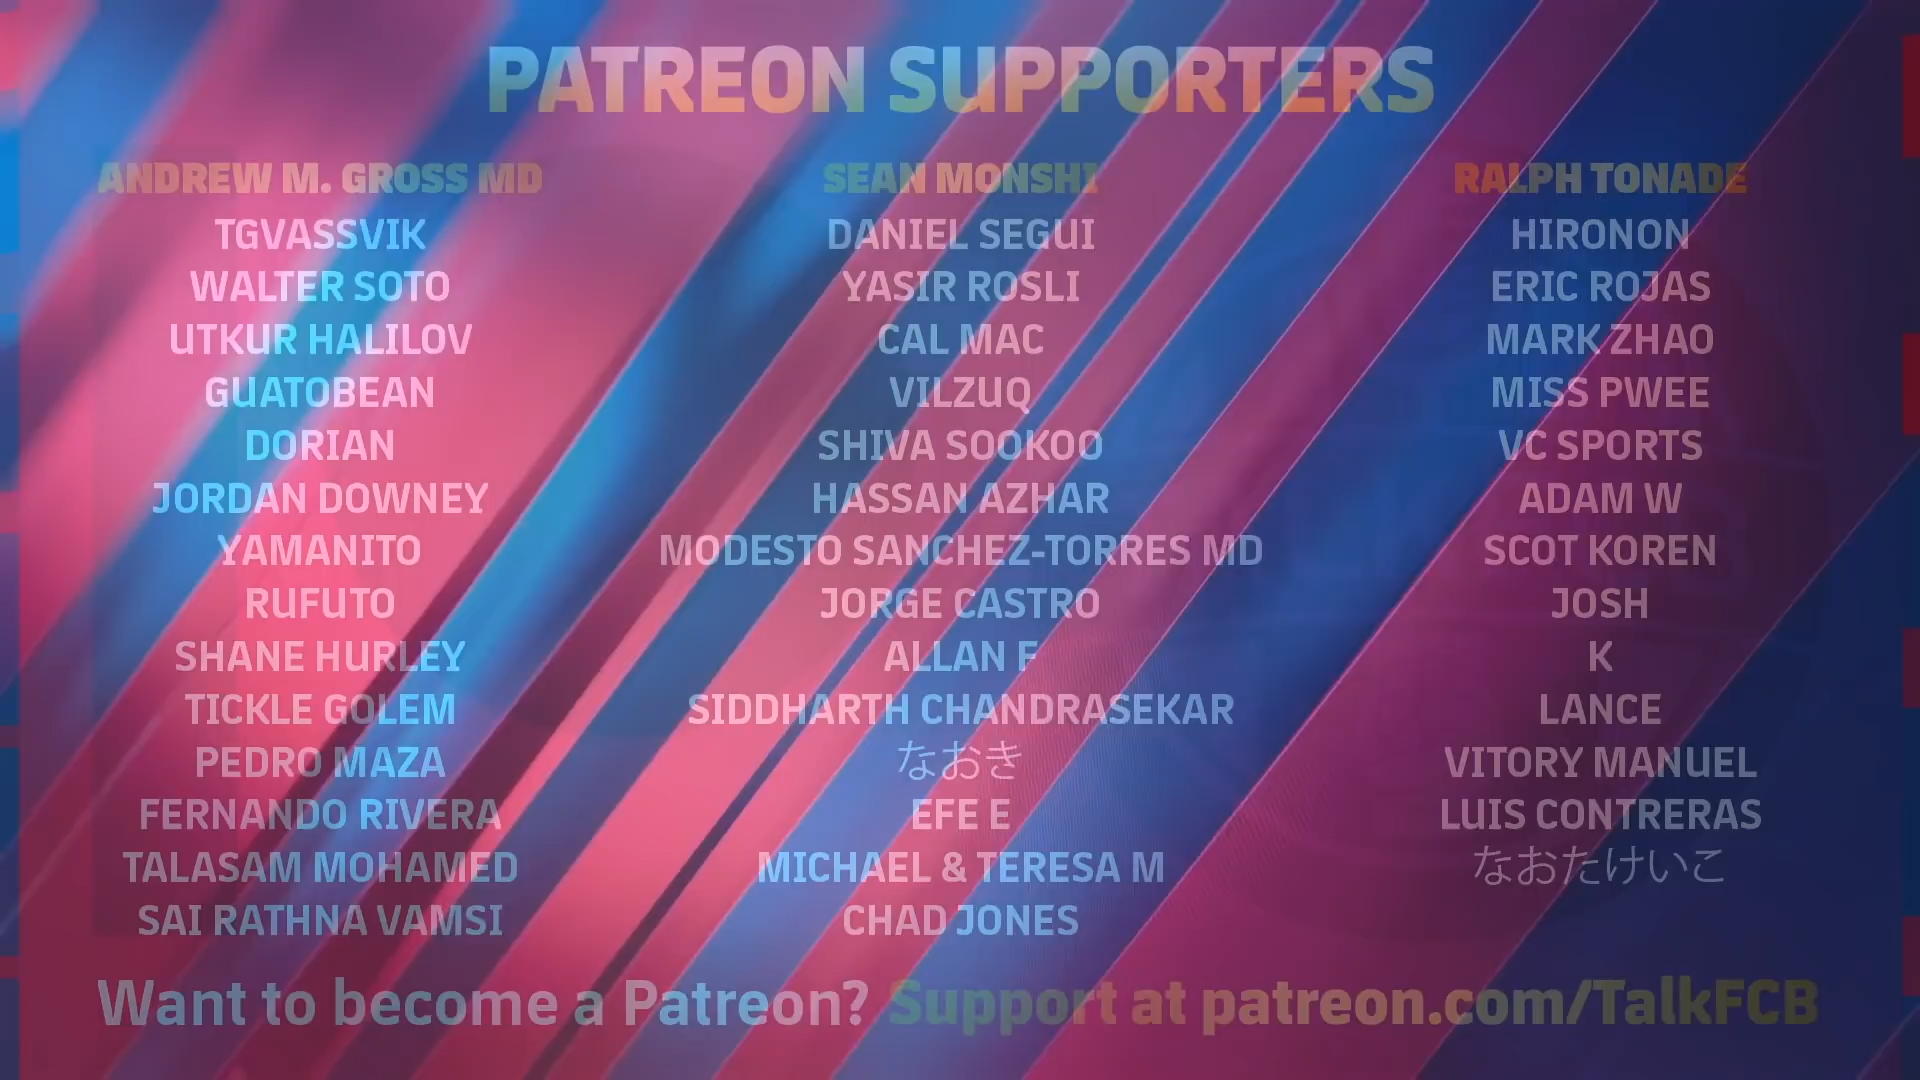 PATREON SUPPORTERS
ANDREW M. GROSS MD
TGVASSVIK
WALTER SOTO
UTKUR HALILOV
GUATOBEAN
DORIAN
JORDAN DOWNEY
YAMANITO
RUFUTO
SHANE HURLEY
TICKLE GOLEM
PEDRO MAZA
FERNANDO RIVERA
TALASAM MOHAMED
SAI RATHNA VAMSI
SEAN MONSHI
DANIEL SEGUI
YASIR ROSLI
CAL MAC
VILZUQ
SHIVA SOOKOO
HASSAN AZHAR
MODESTO SANCHEZ-TORRES MD
JORGE CASTRO
ALLAN F
SIDDHARTH CHANDRASEKAR
なおき
EFE E
MICHAEL & TERESA M
CHAD JONES
RALPH TONADE
HIRONON
ERIC ROJAS
MARK ZHAO
MISS PWEE
VC SPORTS
ADAM W
SCOT KOREN
JOSH
K
LANCE
VITORY MANUEL
LUIS CONTRERAS
なおたけいこ
Want to become a Patreon? Support at patreon.com/TalkFCB